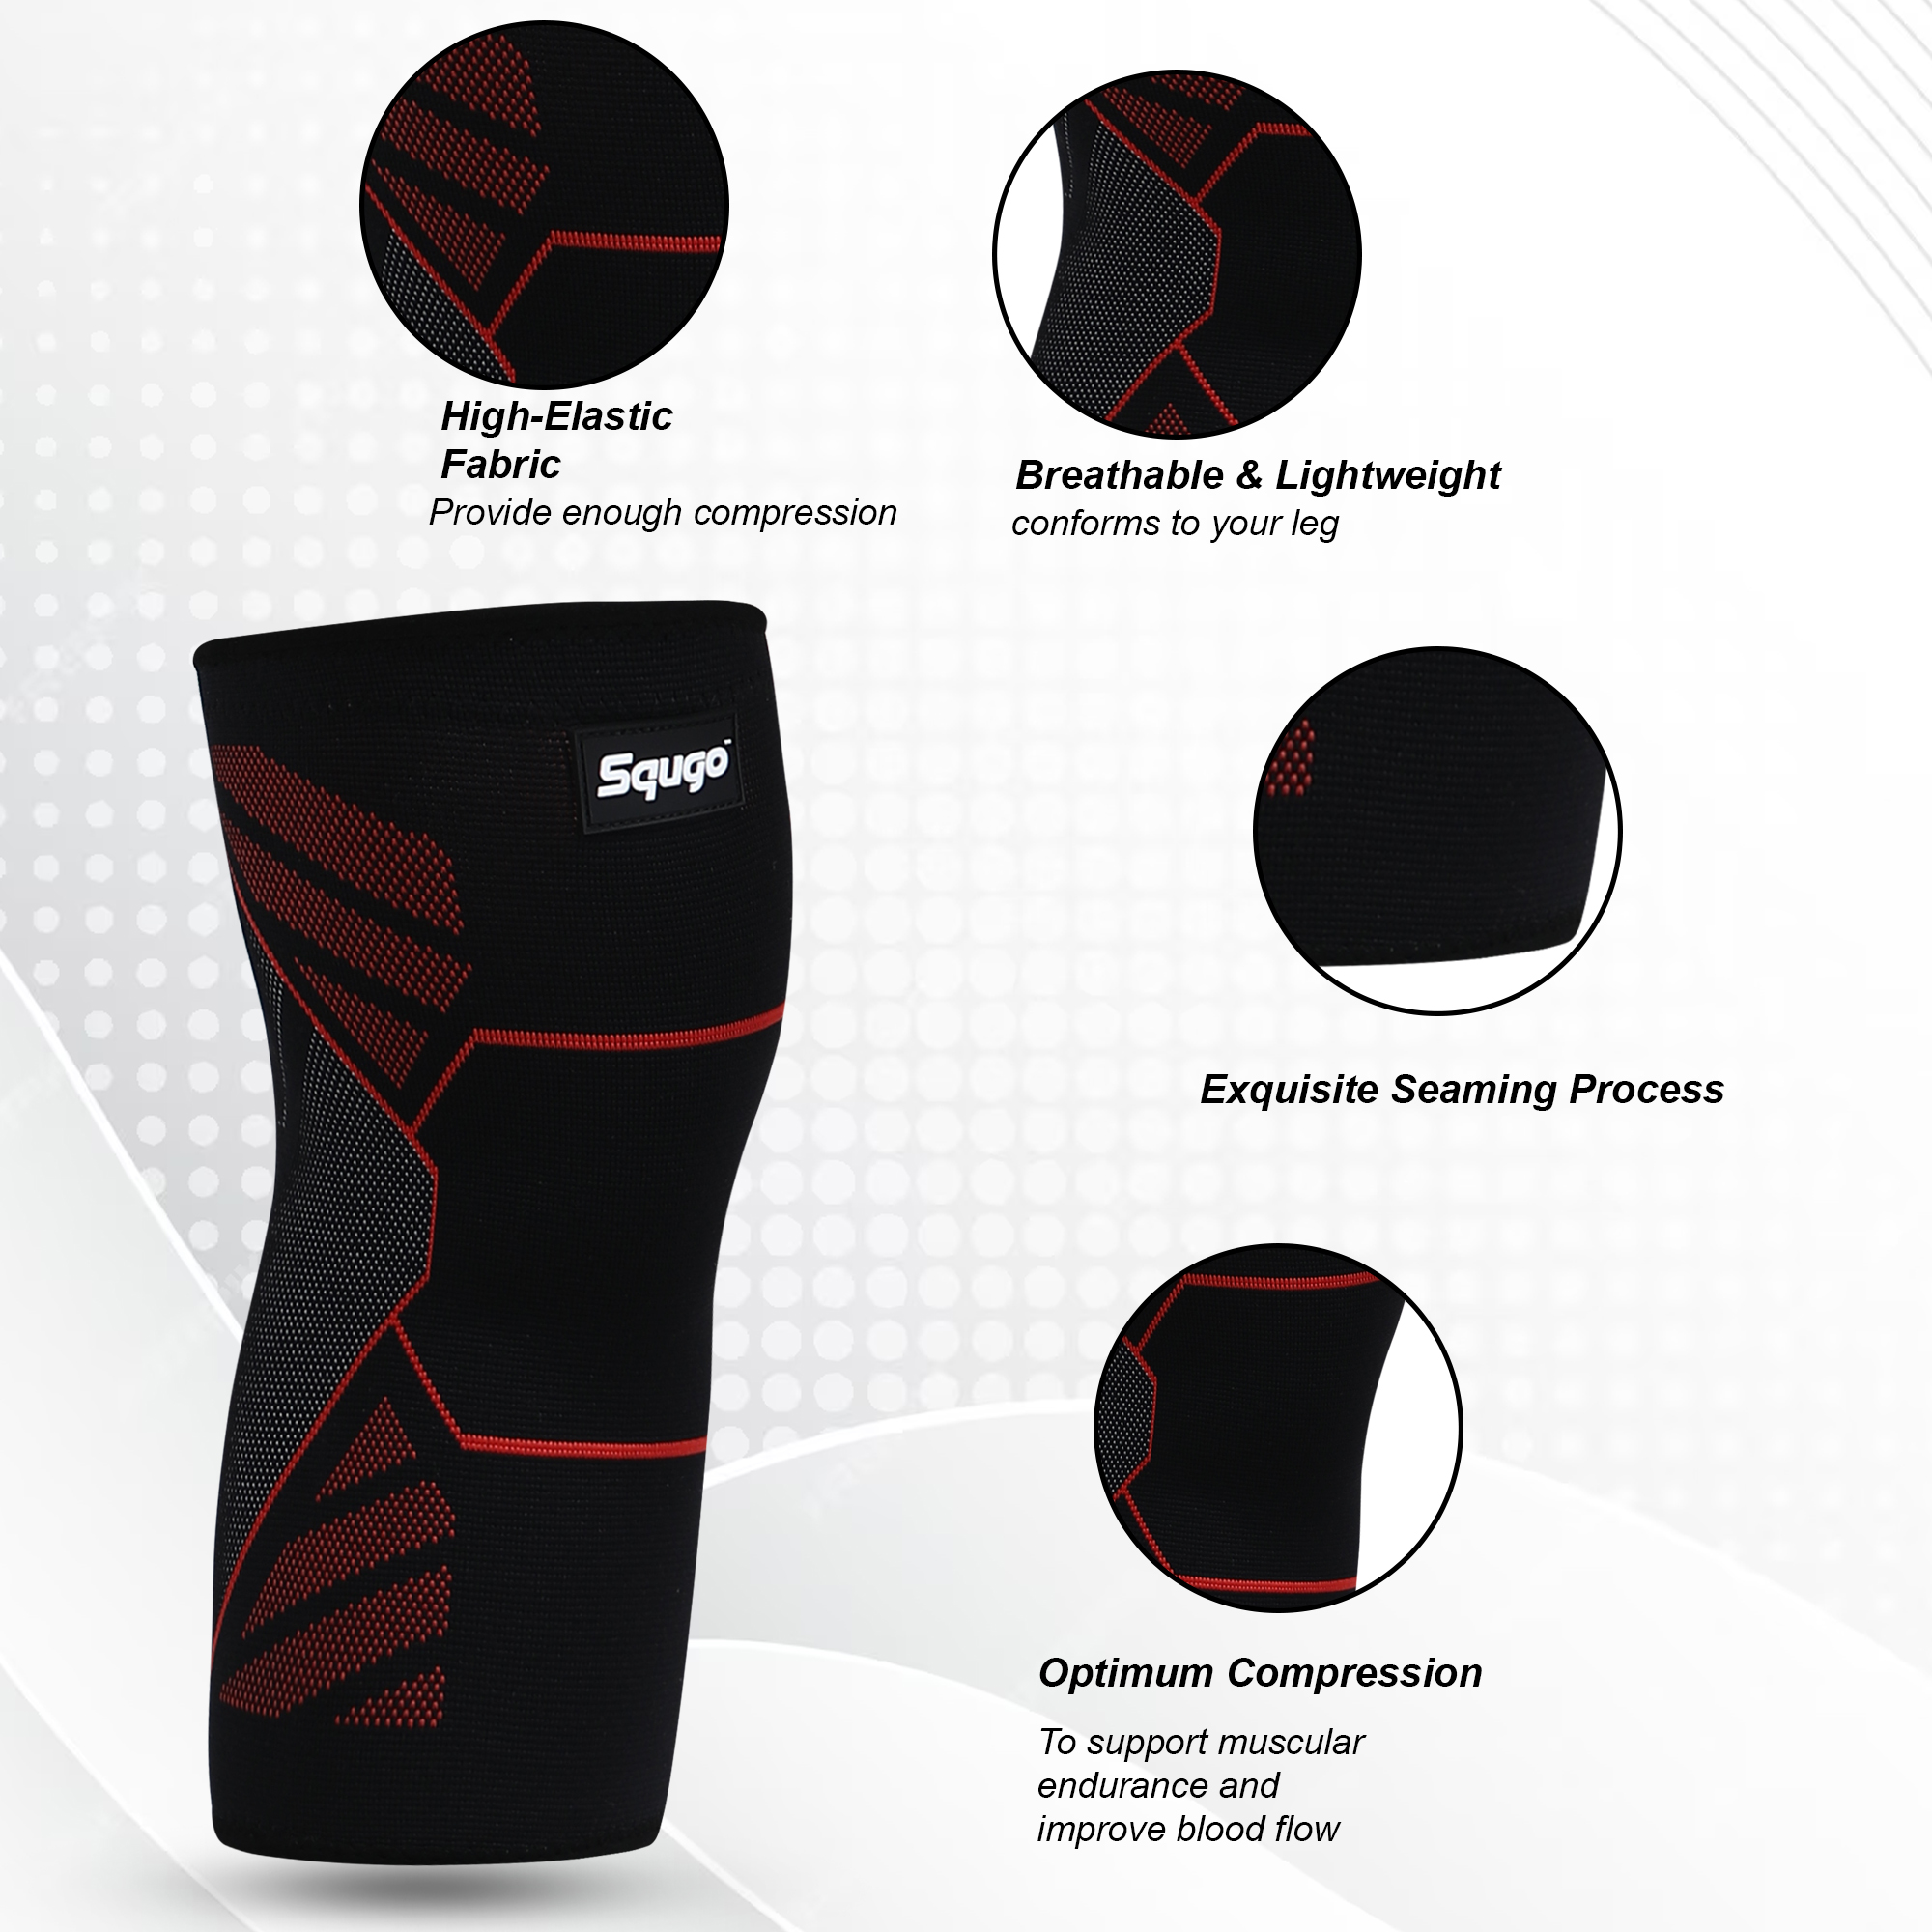 High-Elastic
Fabric
Provide enough compression
Breathable & Lightweight
conforms to your leg
Squgo™
Exquisite Seaming Process
Optimum Compression
To support muscular
endurance and
improve blood flow